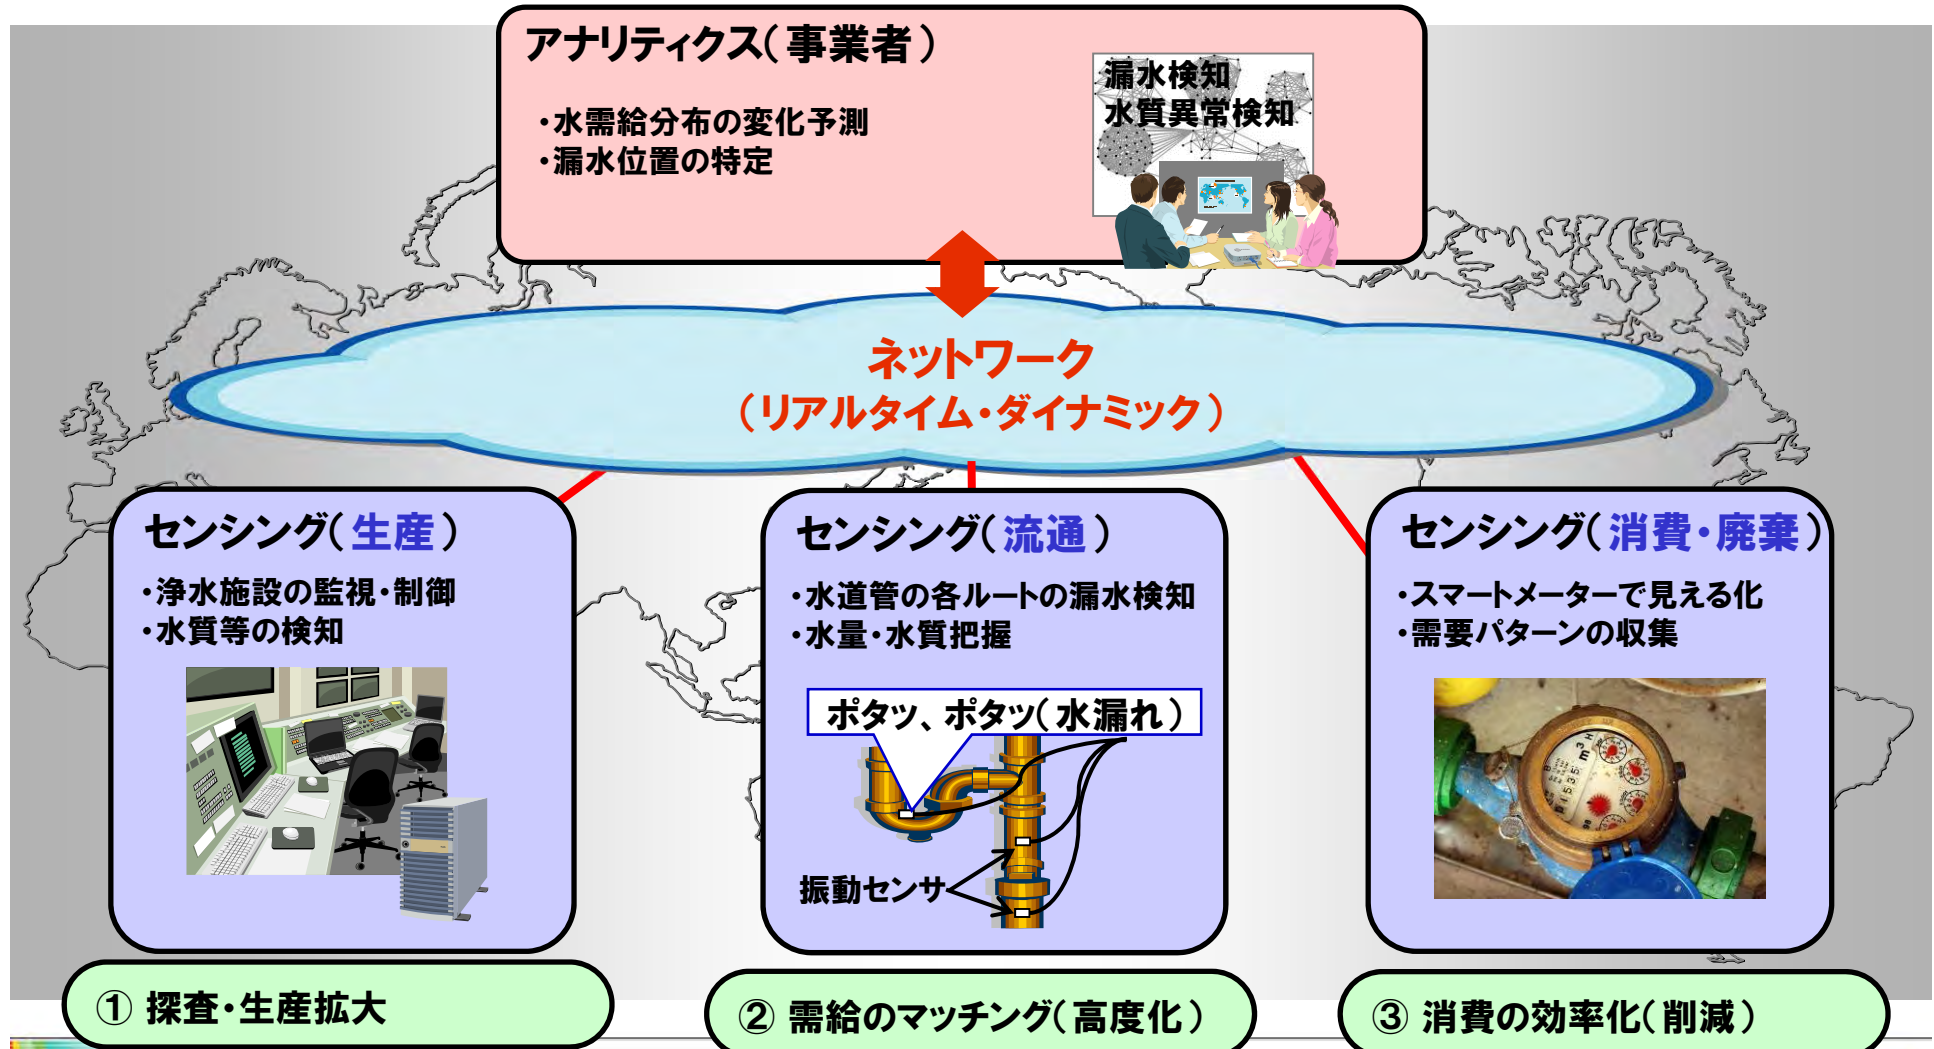 アナリティクス(事業者)
・水需給分布の変化予測
・漏水位置の特定
漏水検知
水質異常検知
ネットワーク
(リアルタイム・ダイナミック)
センシング(生産)
・浄水施設の監視・制御
・水質等の検知
センシング(流通)
・水道管の各ルートの漏水検知
・水量・水質把握
ポタッ、ポタッ(水漏れ)
振動センサ
センシング(消費・廃棄)
・スマートメーターで見える化
・需要パターンの収集
m³
① 探査・生産拡大
② 需給のマッチング(高度化)
③ 消費の効率化(削減)